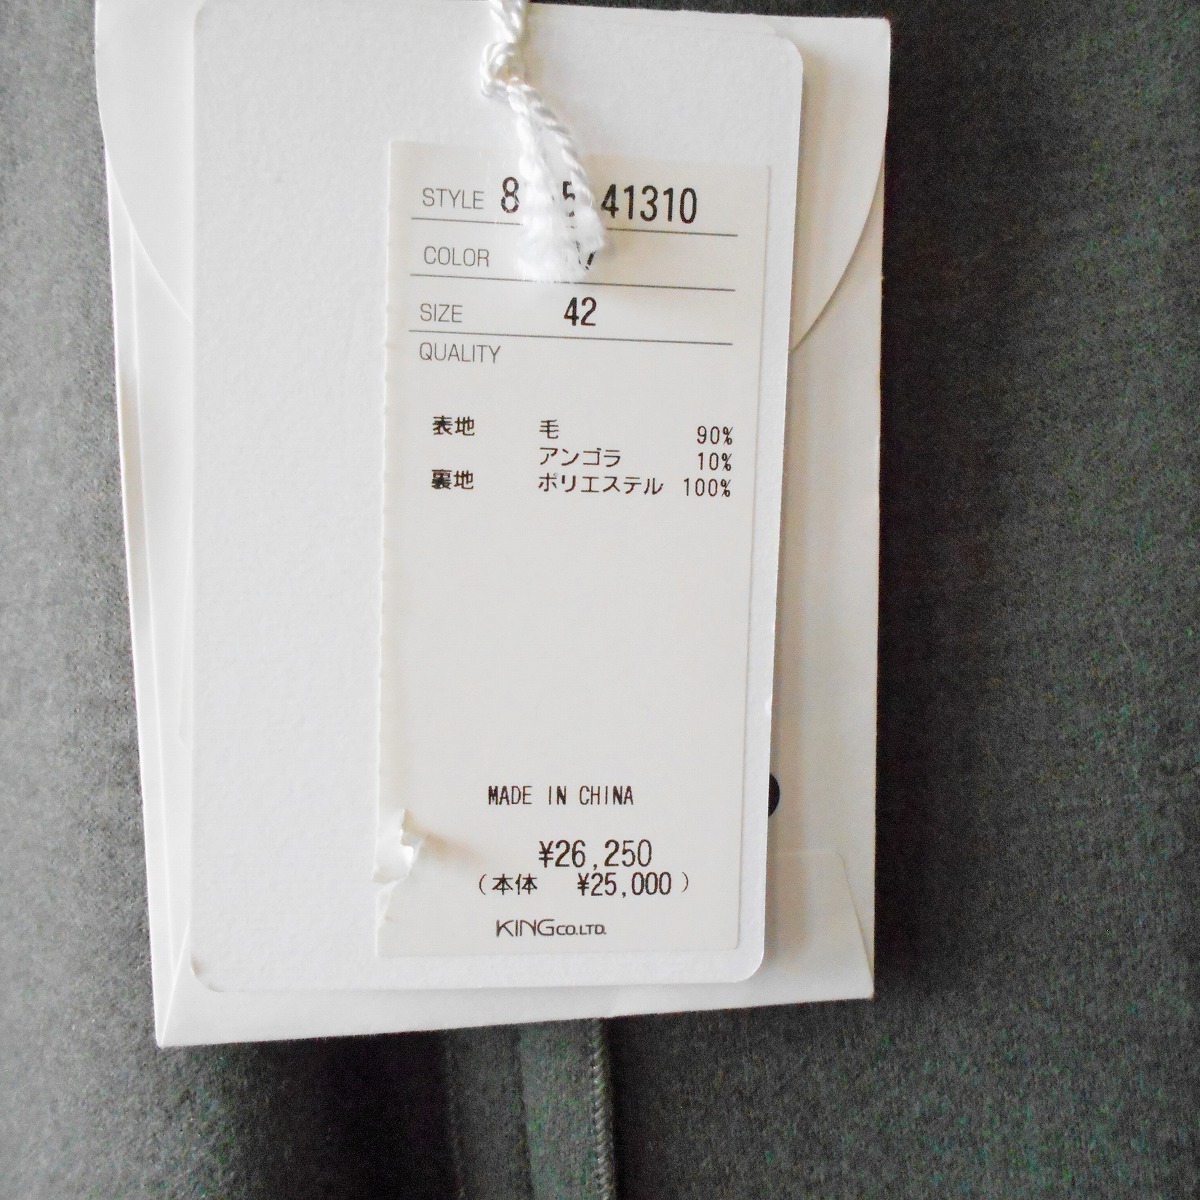 STYLE 41310
COLOR
SIZE 42
QUALITY
表地 毛 90%
アンゴラ 10%
裏地 ポリエステル 100%
MADE IN CHINA
¥26,250
(本体 ¥25,000)
KING CO.LTD.